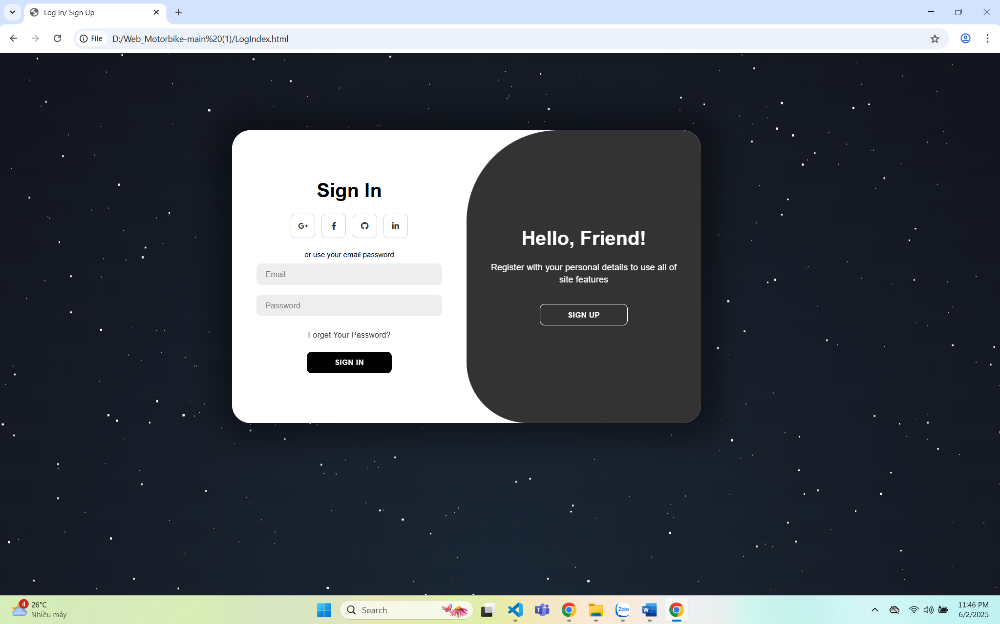 Log In/ Sign Up
File
D:/Web_Motorbike-main%20(1)/LogIndex.html
Sign In
G+
f
in
or use your email password
Email
Password
Forget Your Password?
SIGN IN
Hello, Friend!
Register with your personal details to use all of
site features
SIGN UP
4
26°C
Nhiều mây
Search
T
Zalo
W
11:46 PM
6/2/2025